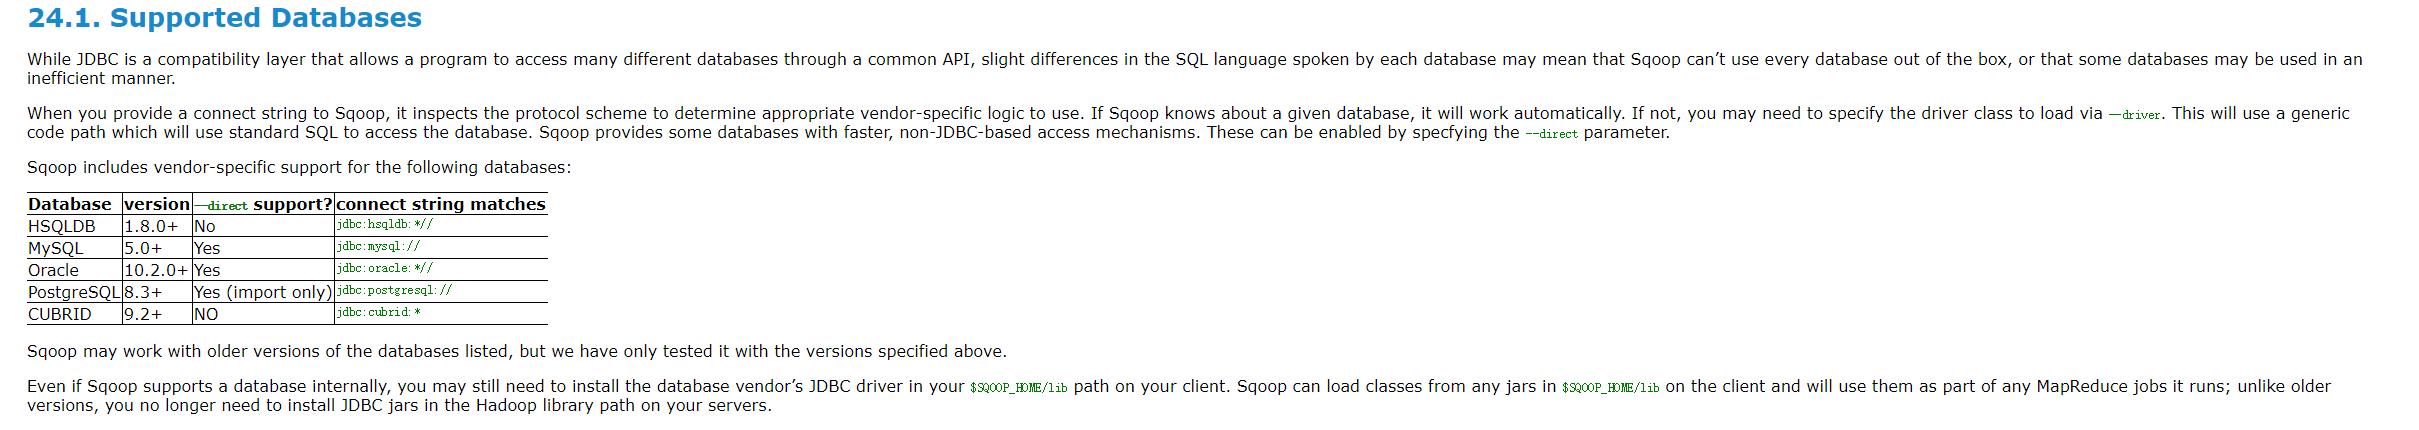 24.1. Supported Databases
While JDBC is a compatibility layer that allows a program to access many different databases through a common API, slight differences in the SQL language spoken by each database may mean that Sqoop can’t use every database out of the box, or that some databases may be used in an
inefficient manner.
When you provide a connect string to Sqoop, it inspects the protocol scheme to determine appropriate vendor-specific logic to use. If Sqoop knows about a given database, it will work automatically. If not, you may need to specify the driver class to load via —driver. This will use a generic
code path which will use standard SQL to access the database. Sqoop provides some databases with faster, non-JDBC-based access mechanisms. These can be enabled by specfying the --direct parameter.
Sqoop includes vendor-specific support for the following databases:
Database version —direct support? connect string matches
HSQLDB 1.8.0+ No jdbc:hsqldb:*//
MySQL 5.0+ Yes jdbc:mysql://
Oracle 10.2.0+ Yes jdbc:oracle:*//
PostgreSQL 8.3+ Yes (import only) jdbc:postgresql://
CUBRID 9.2+ NO jdbc:cubrid:*
Sqoop may work with older versions of the databases listed, but we have only tested it with the versions specified above.
Even if Sqoop supports a database internally, you may still need to install the database vendor’s JDBC driver in your $SQOOP_HOME/lib path on your client. Sqoop can load classes from any jars in $SQOOP_HOME/lib on the client and will use them as part of any MapReduce jobs it runs; unlike older
versions, you no longer need to install JDBC jars in the Hadoop library path on your servers.